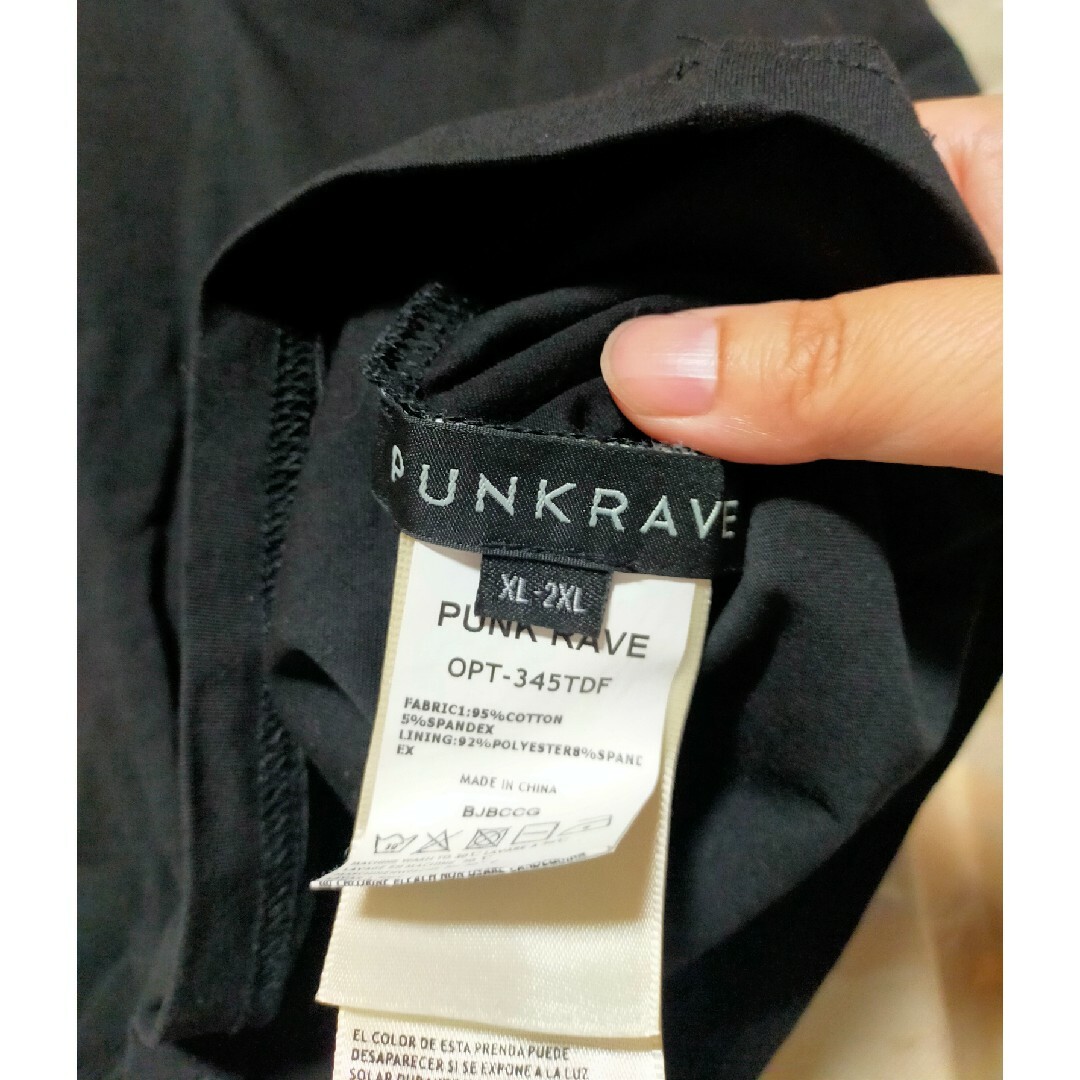 PUNKRAVE
XL-2XL
PUNK RAVE
OPT-345TDF
FABRIC1:95%COTTON
5%SPANDEX
LINING:92%POLYESTER8%SPANC
EX
MADE IN CHINA
BJBCCG
EL COLOR DE ESTA PRENDA PUEDE
DESAPARECER SI SE EXPONE A LA LUZ
SOLAR